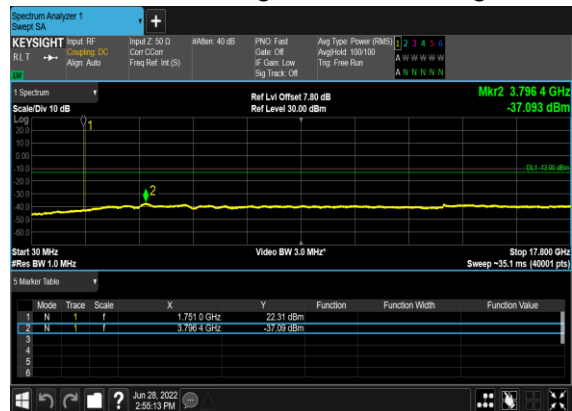 Spectrum Analyzer 1
Swept SA
+
KEYSIGHT Input: RF Input Z: 50 Ω #Atten: 40 dB PNO: Fast Avg Type: Power (RMS) 1 2 3 4 5 6
RLT Coupling: DC Corr CCorr Gate: Off Avg|Hold: 100/100 A W W W W W
Align: Auto Freq Ref: Int (S) IF Gain: Low Trig: Free Run
LW Sig Track: Off A N N N N N
1 Spectrum Ref Lvl Offset 7.80 dB Mkr2 3.796 4 GHz
Scale/Div 10 dB Ref Level 30.00 dBm -37.093 dBm
Log
1
20.0
10.0
0.00
-10.0 DL1 -13.00 dBm
-20.0
2
-30.0
-40.0
-50.0
-60.0
Start 30 MHz Video BW 3.0 MHz* Stop 17.800 GHz
#Res BW 1.0 MHz Sweep ~35.1 ms (40001 pts)
5 Marker Table
Mode Trace Scale X Y Function Function Width Function Value
1 N 1 f 1.751 0 GHz 22.31 dBm
2 N 1 f 3.796 4 GHz -37.09 dBm
3
4
5
6
? Jun 28, 2022
2:55:13 PM